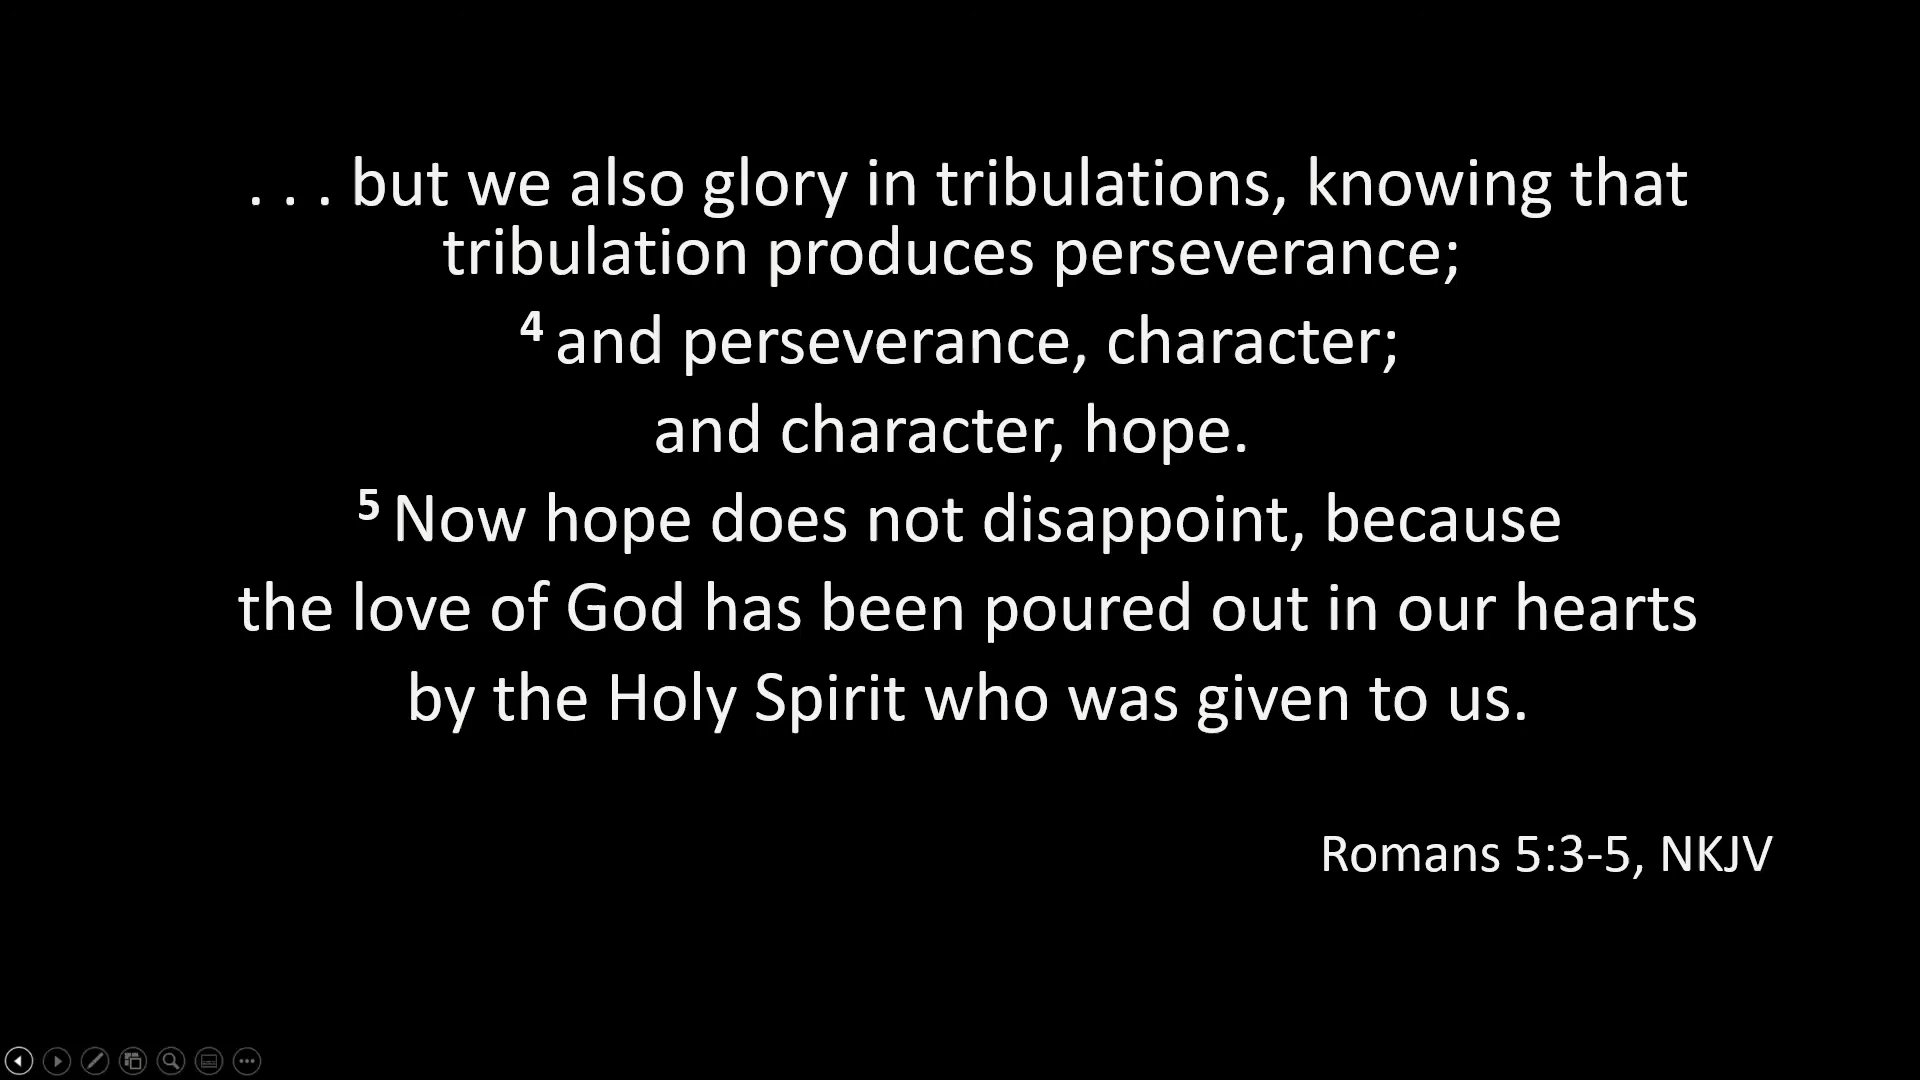 . . . but we also glory in tribulations, knowing that
tribulation produces perseverance;
4 and perseverance, character;
and character, hope.
5 Now hope does not disappoint, because
the love of God has been poured out in our hearts
by the Holy Spirit who was given to us.
Romans 5:3-5, NKJV